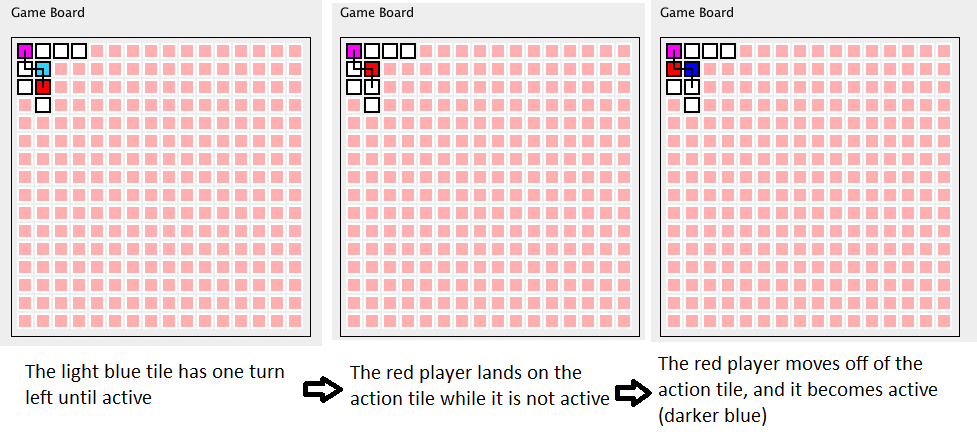 Game Board
Game Board
Game Board
The light blue tile has one turn
left until active
The red player lands on the
action tile while it is not active
The red player moves off of the
action tile, and it becomes active
(darker blue)